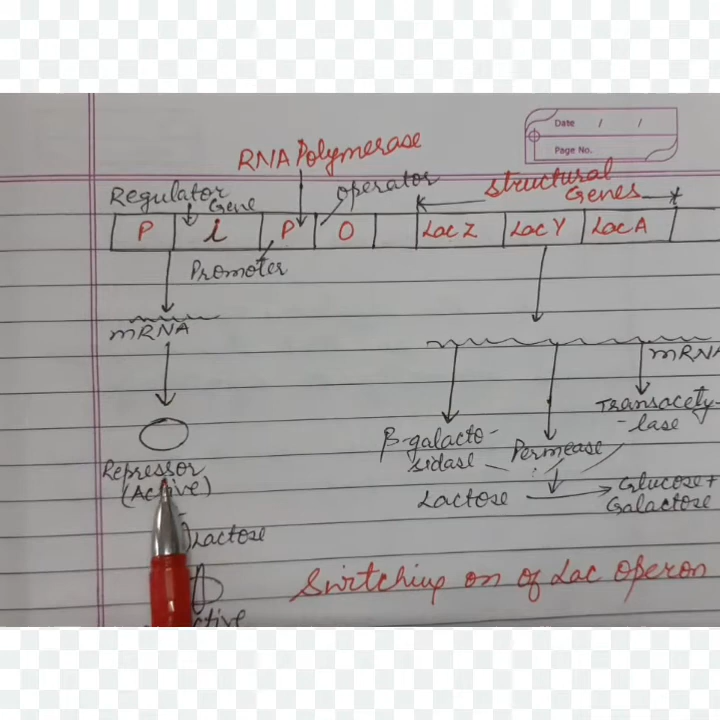 Date / /
Page No.
RNA Polymerase
Regulator
Gene
operator
Structural
Genes
P i P O Lac Z Lac Y Lac A
Promoter
mRNA
mRNA
Transacety-
-lase
β-galacto-
sidase
Permease
Repressor
(Active)
Lactose
Glucose+
Galactose
Lactose
Switching on of Lac operon